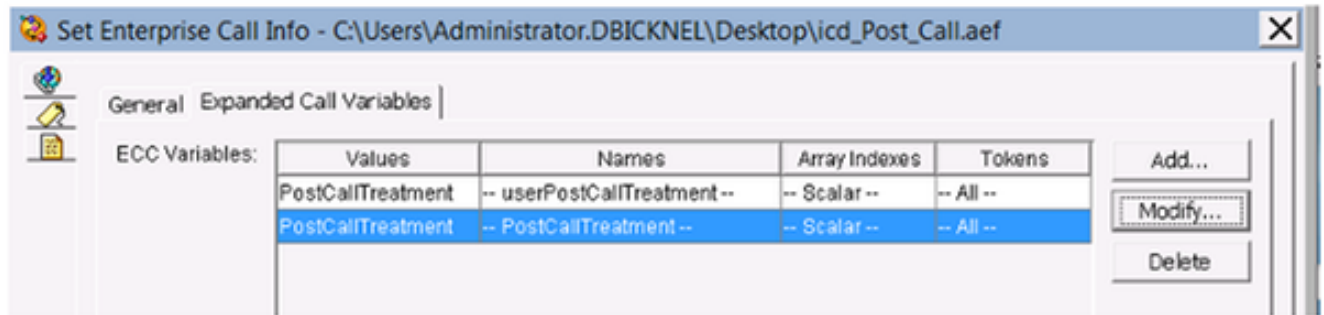 Set Enterprise Call Info - C:\Users\Administrator.DBICKNEL\Desktop\icd_Post_Call.aef
General Expanded Call Variables
ECC Variables: Values Names Array Indexes Tokens Add...
PostCallTreatment -- userPostCallTreatment -- -- Scalar -- -- All --
Modify...
PostCallTreatment -- PostCallTreatment -- -- Scalar -- -- All --
Delete